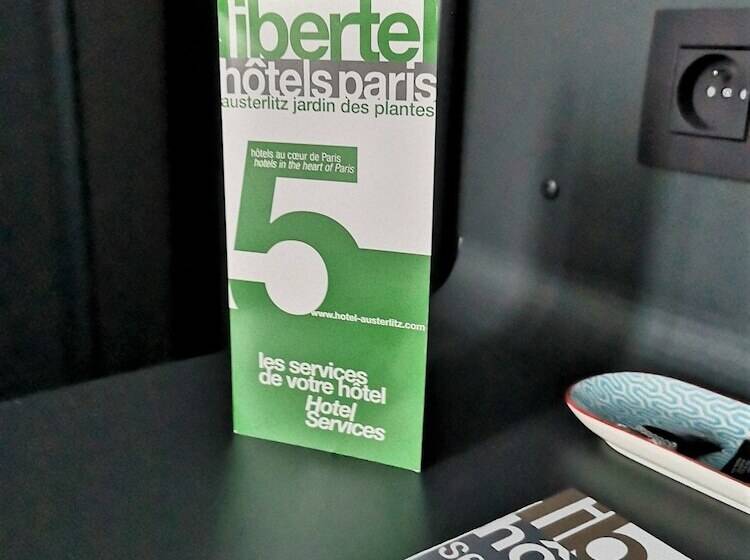 libertel
hôtels paris
austerlitz jardin des plantes
hôtels au cœur de Paris
hotels in the heart of Paris
5
www.hotel-austerlitz.com
les services
de votre hôtel
Hotel
Services